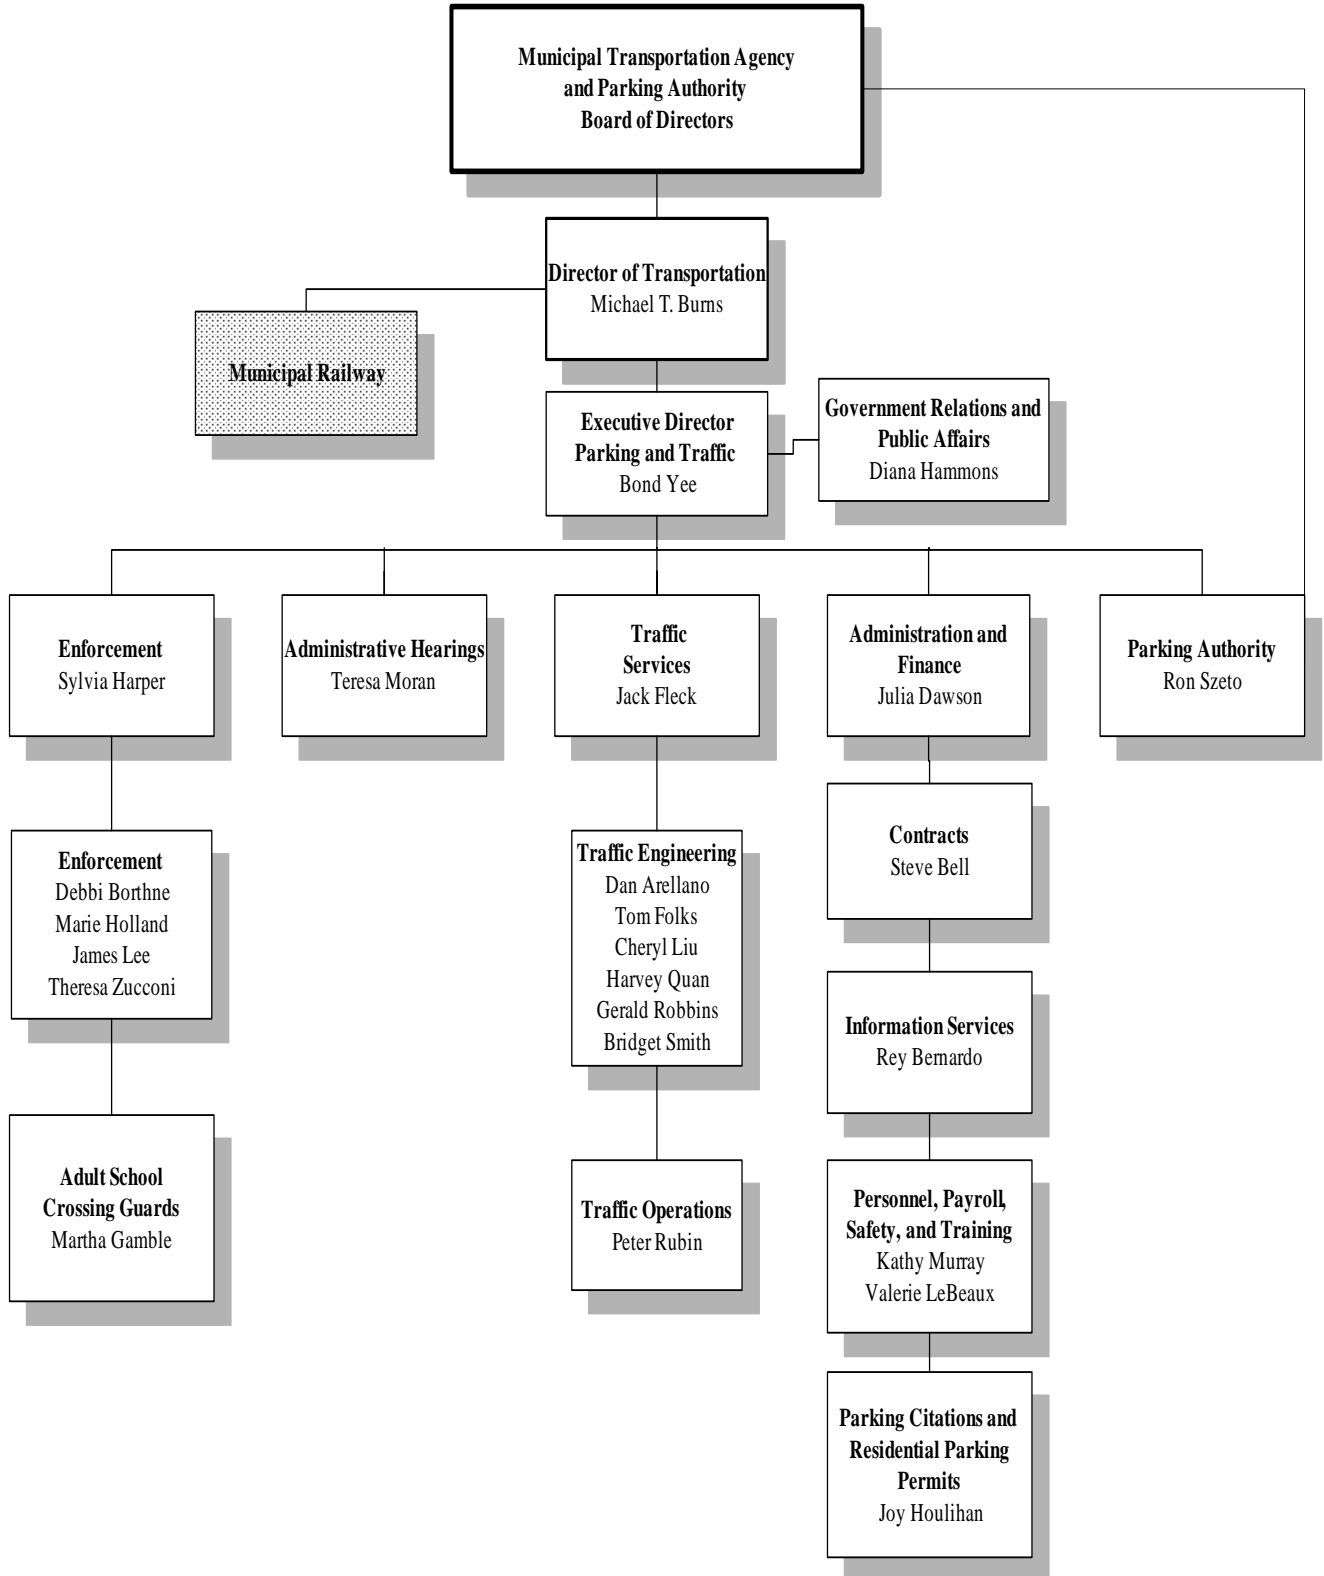 Municipal Transportation Agency
and Parking Authority
Board of Directors
Director of Transportation
Michael T. Burns
Municipal Railway
Executive Director
Parking and Traffic
Bond Yee
Government Relations and
Public Affairs
Diana Hammons
Enforcement
Sylvia Harper
Administrative Hearings
Teresa Moran
Traffic
Services
Jack Fleck
Administration and
Finance
Julia Dawson
Parking Authority
Ron Szeto
Enforcement
Debbi Borthne
Marie Holland
James Lee
Theresa Zucconi
Adult School
Crossing Guards
Martha Gamble
Traffic Engineering
Dan Arellano
Tom Folks
Cheryl Liu
Harvey Quan
Gerald Robbins
Bridget Smith
Traffic Operations
Peter Rubin
Contracts
Steve Bell
Information Services
Rey Bernardo
Personnel, Payroll,
Safety, and Training
Kathy Murray
Valerie LeBeaux
Parking Citations and
Residential Parking
Permits
Joy Houlihan